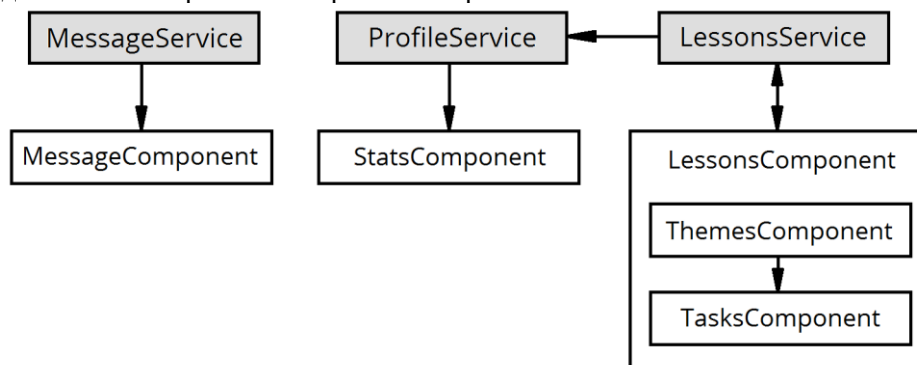 MessageService
ProfileService
LessonsService
MessageComponent
StatsComponent
LessonsComponent
ThemesComponent
TasksComponent